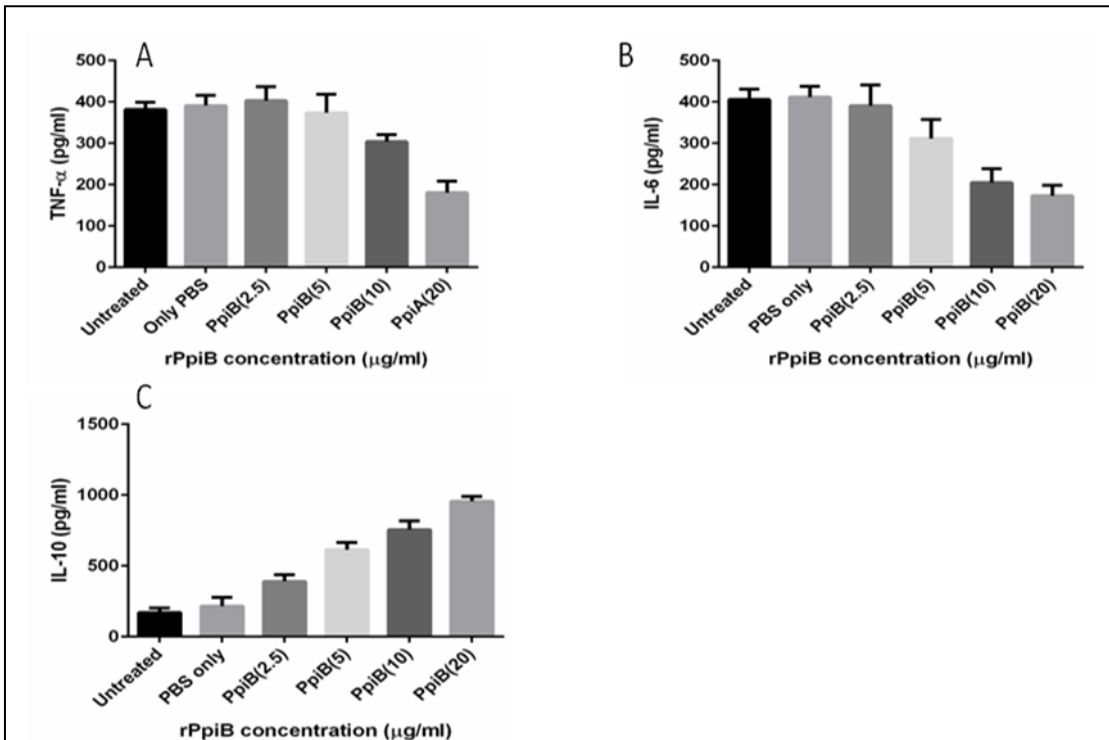 A
500
400
300
200
100
0
TNF-α (pg/ml)
Untreated
Only PBS
PpiB(2.5)
PpiB(5)
PpiB(10)
PpiA(20)
rPpiB concentration (μg/ml)
B
500
400
300
200
100
0
IL-6 (pg/ml)
Untreated
PBS only
PpiB(2.5)
PpiB(5)
PpiB(10)
PpiB(20)
rPpiB concentration (μg/ml)
C
1500
1000
500
0
IL-10 (pg/ml)
Untreated
PBS only
PpiB(2.5)
PpiB(5)
PpiB(10)
PpiB(20)
rPpiB concentration (μg/ml)